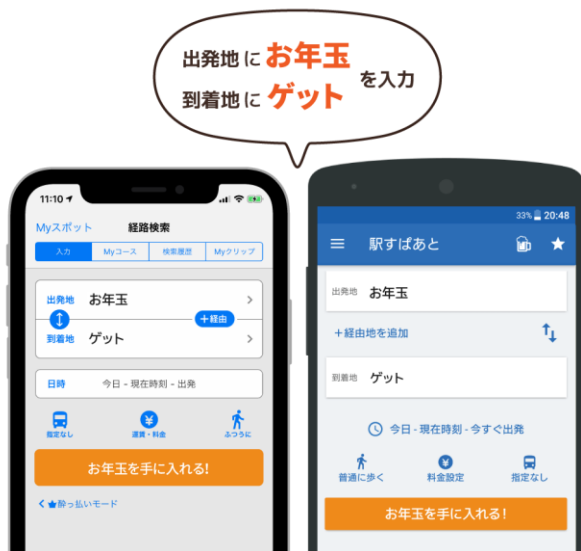 出発地 に お年玉
到着地 に ゲット
を入力
11:10
Myスポット 経路検索
入力 Myコース 検索履歴 Myクリップ
出発地 お年玉
+経由
到着地 ゲット
日時 今日 - 現在時刻 - 出発
指定なし 運賃・料金 ふつうに
お年玉を手に入れる!
酔っ払いモード
33% 20:48
駅すぱあと
出発地 お年玉
+経由地を追加
到着地 ゲット
今日 - 現在時刻 - 今すぐ出発
普通に歩く 料金設定 指定なし
お年玉を手に入れる!